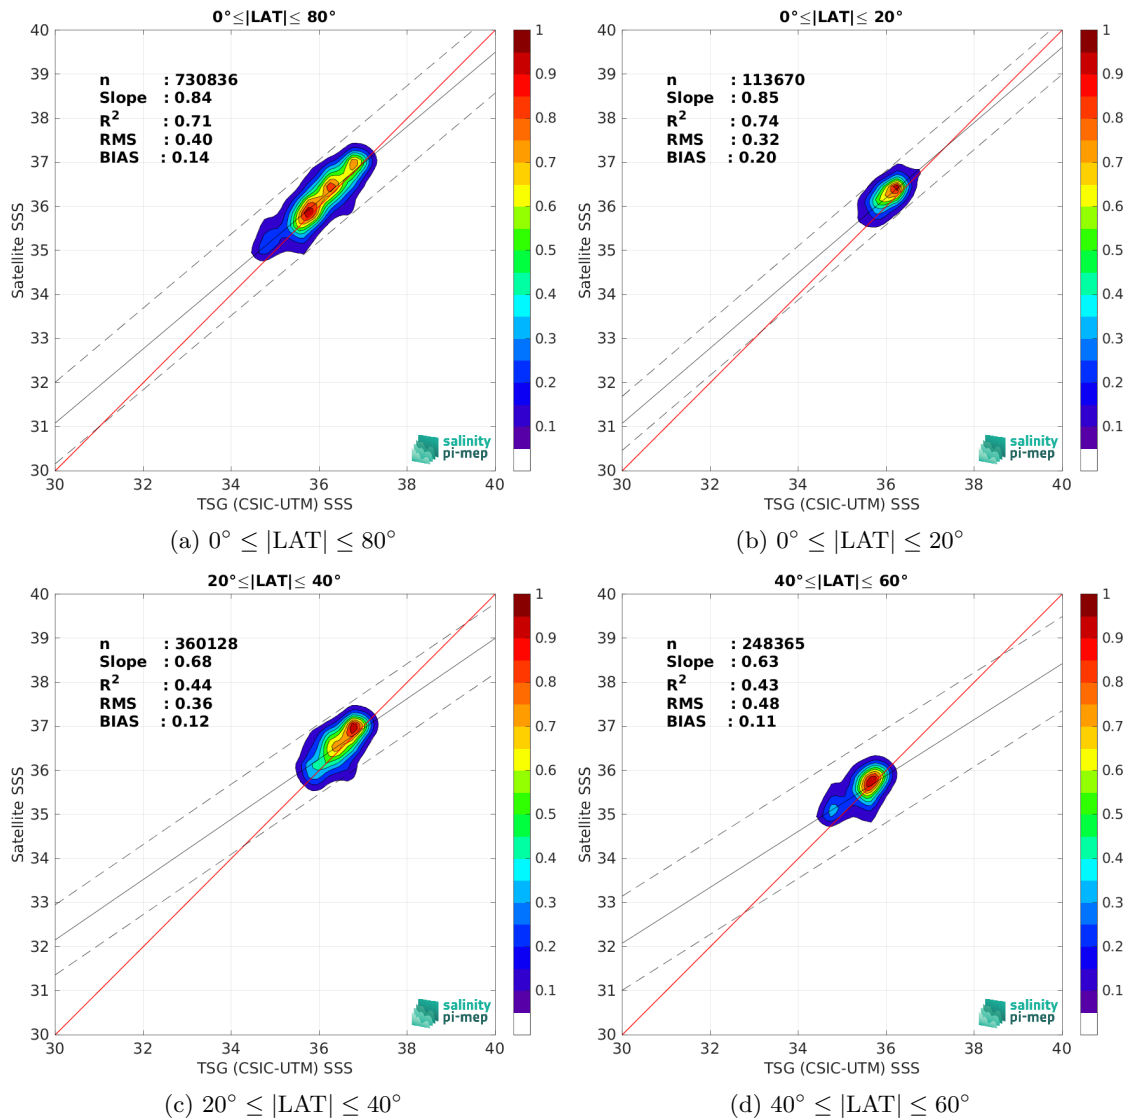 0°≤|LAT|≤ 80°
40
39
38
37
36
35
34
33
32
31
30
30 32 34 36 38 40
Satellite SSS
TSG (CSIC-UTM) SSS
n : 730836
Slope : 0.84
R² : 0.71
RMS : 0.40
BIAS : 0.14
1
0.9
0.8
0.7
0.6
0.5
0.4
0.3
0.2
0.1
salinity
pi-mep
(a) 0° ≤ |LAT| ≤ 80°
0°≤|LAT|≤ 20°
40
39
38
37
36
35
34
33
32
31
30
30 32 34 36 38 40
Satellite SSS
TSG (CSIC-UTM) SSS
n : 113670
Slope : 0.85
R² : 0.74
RMS : 0.32
BIAS : 0.20
1
0.9
0.8
0.7
0.6
0.5
0.4
0.3
0.2
0.1
salinity
pi-mep
(b) 0° ≤ |LAT| ≤ 20°
20°≤|LAT|≤ 40°
40
39
38
37
36
35
34
33
32
31
30
30 32 34 36 38 40
Satellite SSS
TSG (CSIC-UTM) SSS
n : 360128
Slope : 0.68
R² : 0.44
RMS : 0.36
BIAS : 0.12
1
0.9
0.8
0.7
0.6
0.5
0.4
0.3
0.2
0.1
salinity
pi-mep
(c) 20° ≤ |LAT| ≤ 40°
40°≤|LAT|≤ 60°
40
39
38
37
36
35
34
33
32
31
30
30 32 34 36 38 40
Satellite SSS
TSG (CSIC-UTM) SSS
n : 248365
Slope : 0.63
R² : 0.43
RMS : 0.48
BIAS : 0.11
1
0.9
0.8
0.7
0.6
0.5
0.4
0.3
0.2
0.1
salinity
pi-mep
(d) 40° ≤ |LAT| ≤ 60°